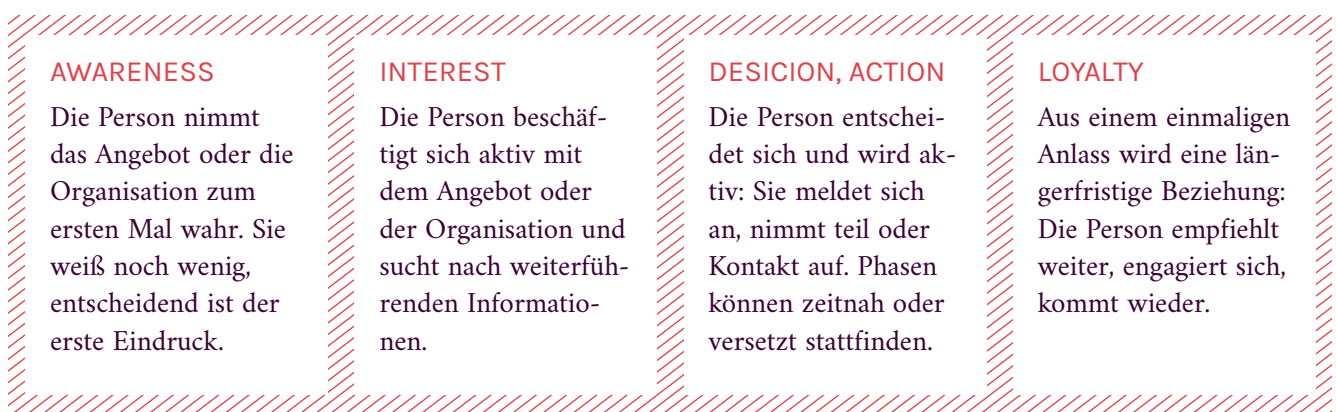 AWARENESS
Die Person nimmt
das Angebot oder die
Organisation zum
ersten Mal wahr. Sie
weiß noch wenig,
entscheidend ist der
erste Eindruck.
INTEREST
Die Person beschäf-
tigt sich aktiv mit
dem Angebot oder
der Organisation und
sucht nach weiterfüh-
renden Informatio-
nen.
DESICION, ACTION
Die Person entschei-
det sich und wird ak-
tiv: Sie meldet sich
an, nimmt teil oder
Kontakt auf. Phasen
können zeitnah oder
versetzt stattfinden.
LOYALTY
Aus einem einmaligen
Anlass wird eine län-
gerfristige Beziehung:
Die Person empfiehlt
weiter, engagiert sich,
kommt wieder.